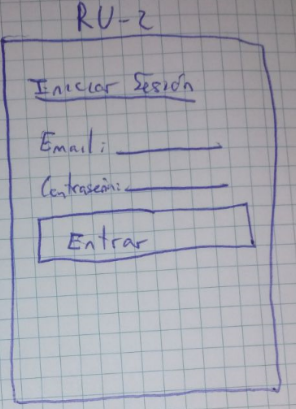 RU-2
Iniciar Sesión
Email:
Contraseña:
Entrar